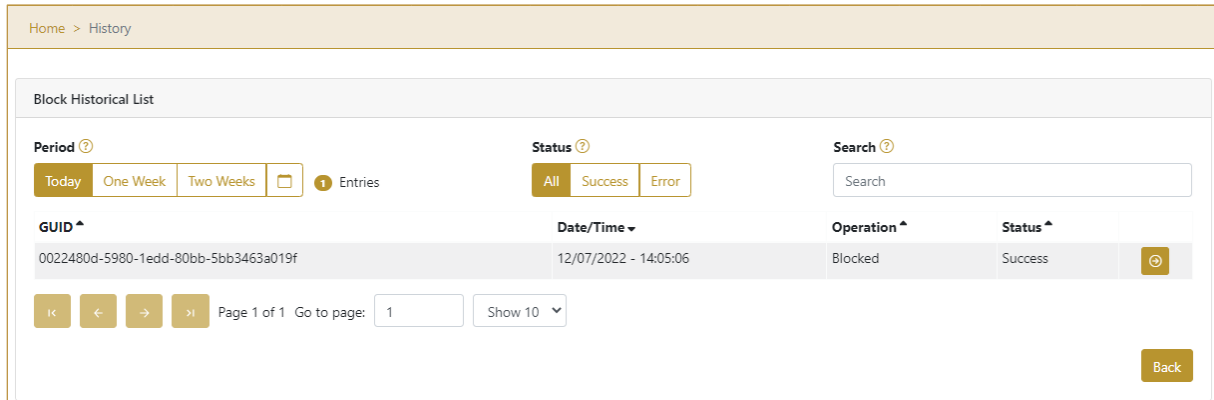 Home > History
Block Historical List
Period ? Status ? Search ?
Today One Week Two Weeks 1 Entries All Success Error Search
GUID Date/Time Operation Status
0022480d-5980-1edd-80bb-5bb3463a019f 12/07/2022 - 14:05:06 Blocked Success
Page 1 of 1 Go to page: 1 Show 10
Back